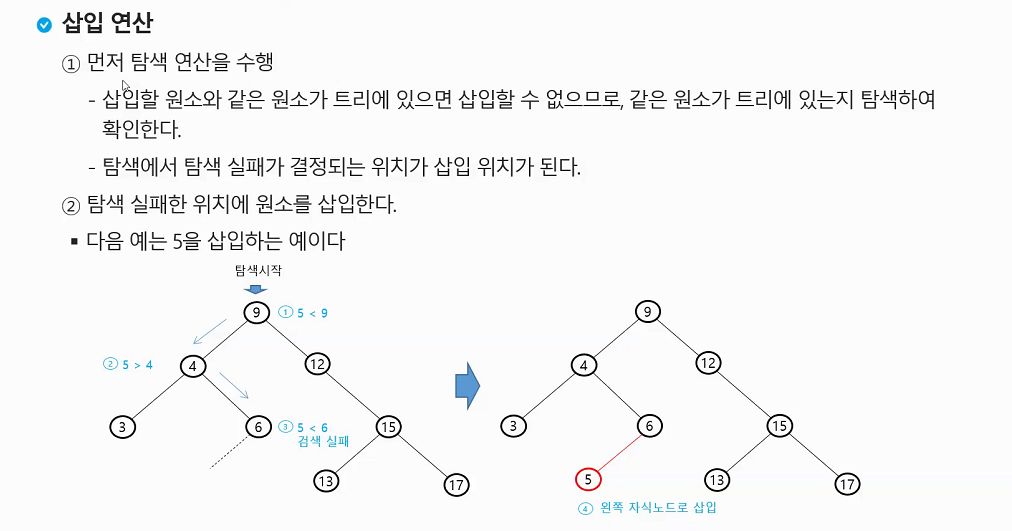 삽입 연산
① 먼저 탐색 연산을 수행
- 삽입할 원소와 같은 원소가 트리에 있으면 삽입할 수 없으므로, 같은 원소가 트리에 있는지 탐색하여
확인한다.
- 탐색에서 탐색 실패가 결정되는 위치가 삽입 위치가 된다.
② 탐색 실패한 위치에 원소를 삽입한다.
▪ 다음 예는 5을 삽입하는 예이다
탐색시작
9 ① 5 < 9
② 5 > 4 4 12
3 6 ③ 5 < 6 15
검색 실패
13 17
9
4 12
3 6 15
5 13 17
④ 왼쪽 자식노드로 삽입